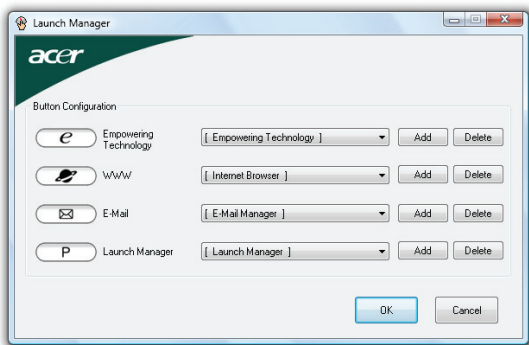 Launch Manager
acer
Button Configuration
e Empowering Technology [ Empowering Technology ] Add Delete
WWW [ Internet Browser ] Add Delete
E-Mail [ E-Mail Manager ] Add Delete
P Launch Manager [ Launch Manager ] Add Delete
OK Cancel